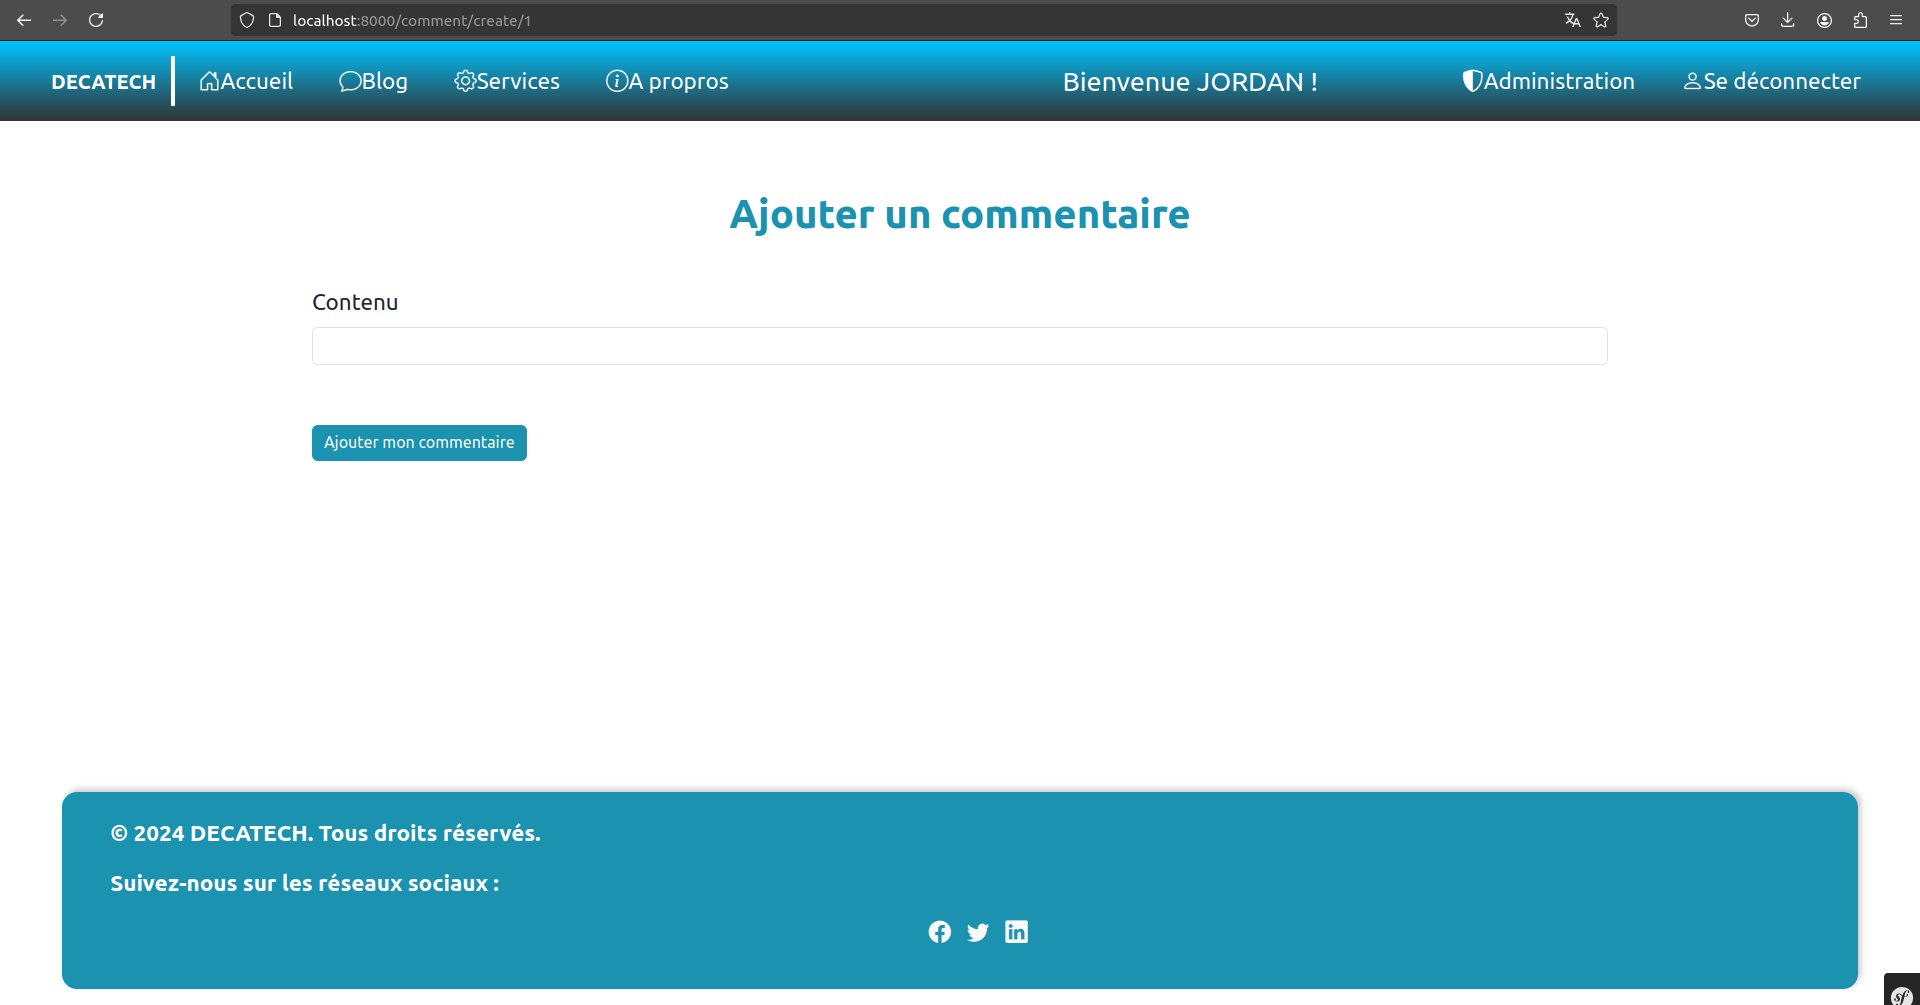 localhost:8000/comment/create/1
DECATECH Accueil Blog Services A propros Bienvenue JORDAN ! Administration Se déconnecter
Ajouter un commentaire
Contenu
Ajouter mon commentaire
© 2024 DECATECH. Tous droits réservés.
Suivez-nous sur les réseaux sociaux :
sf